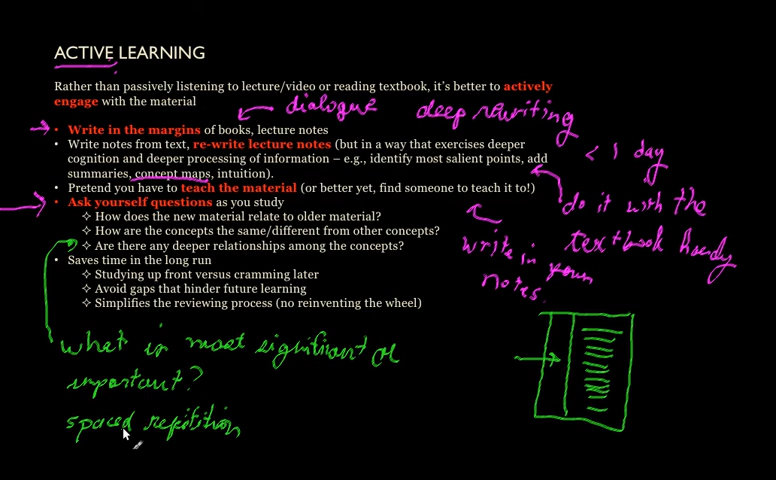 ACTIVE LEARNING
Rather than passively listening to lecture/video or reading textbook, it's better to actively
engage with the material
dialogue
deep rewriting
• Write in the margins of books, lecture notes
• Write notes from text, re-write lecture notes (but in a way that exercises deeper
cognition and deeper processing of information – e.g., identify most salient points, add
summaries, concept maps, intuition).
< 1 day
• Pretend you have to teach the material (or better yet, find someone to teach it to!)
• Ask yourself questions as you study
do it with the
textbook handy
✧ How does the new material relate to older material?
✧ How are the concepts the same/different from other concepts?
✧ Are there any deeper relationships among the concepts?
write in your
notes.
• Saves time in the long run
✧ Studying up front versus cramming later
✧ Avoid gaps that hinder future learning
✧ Simplifies the reviewing process (no reinventing the wheel)
what is most significant or
important?
spaced repitition